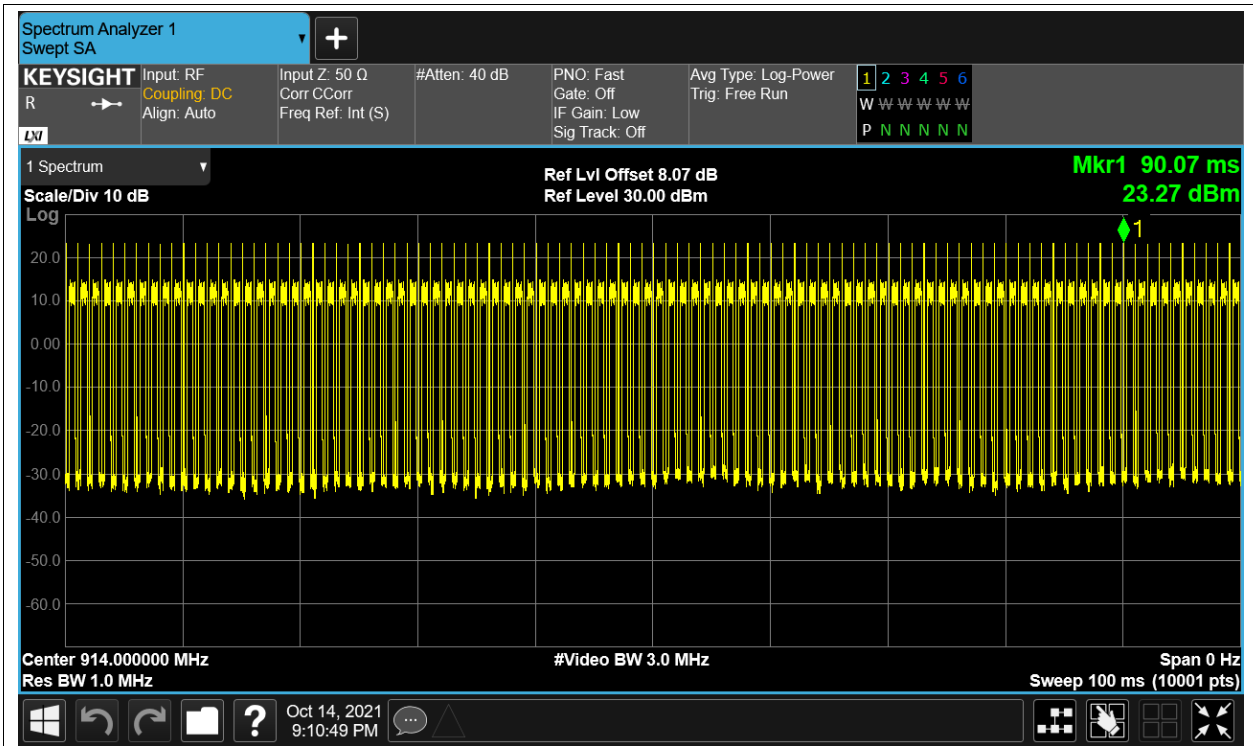 Spectrum Analyzer 1
Swept SA
KEYSIGHT
R
LXI
Input: RF
Coupling: DC
Align: Auto
Input Z: 50 Ω
Corr CCorr
Freq Ref: Int (S)
#Atten: 40 dB
PNO: Fast
Gate: Off
IF Gain: Low
Sig Track: Off
Avg Type: Log-Power
Trig: Free Run
1 2 3 4 5 6
W W W W W W
P N N N N N
1 Spectrum
Scale/Div 10 dB
Ref Lvl Offset 8.07 dB
Ref Level 30.00 dBm
Mkr1 90.07 ms
23.27 dBm
Log
1
20.0
10.0
0.00
-10.0
-20.0
-30.0
-40.0
-50.0
-60.0
Center 914.000000 MHz
#Video BW 3.0 MHz
Span 0 Hz
Res BW 1.0 MHz
Sweep 100 ms (10001 pts)
?
Oct 14, 2021
9:10:49 PM